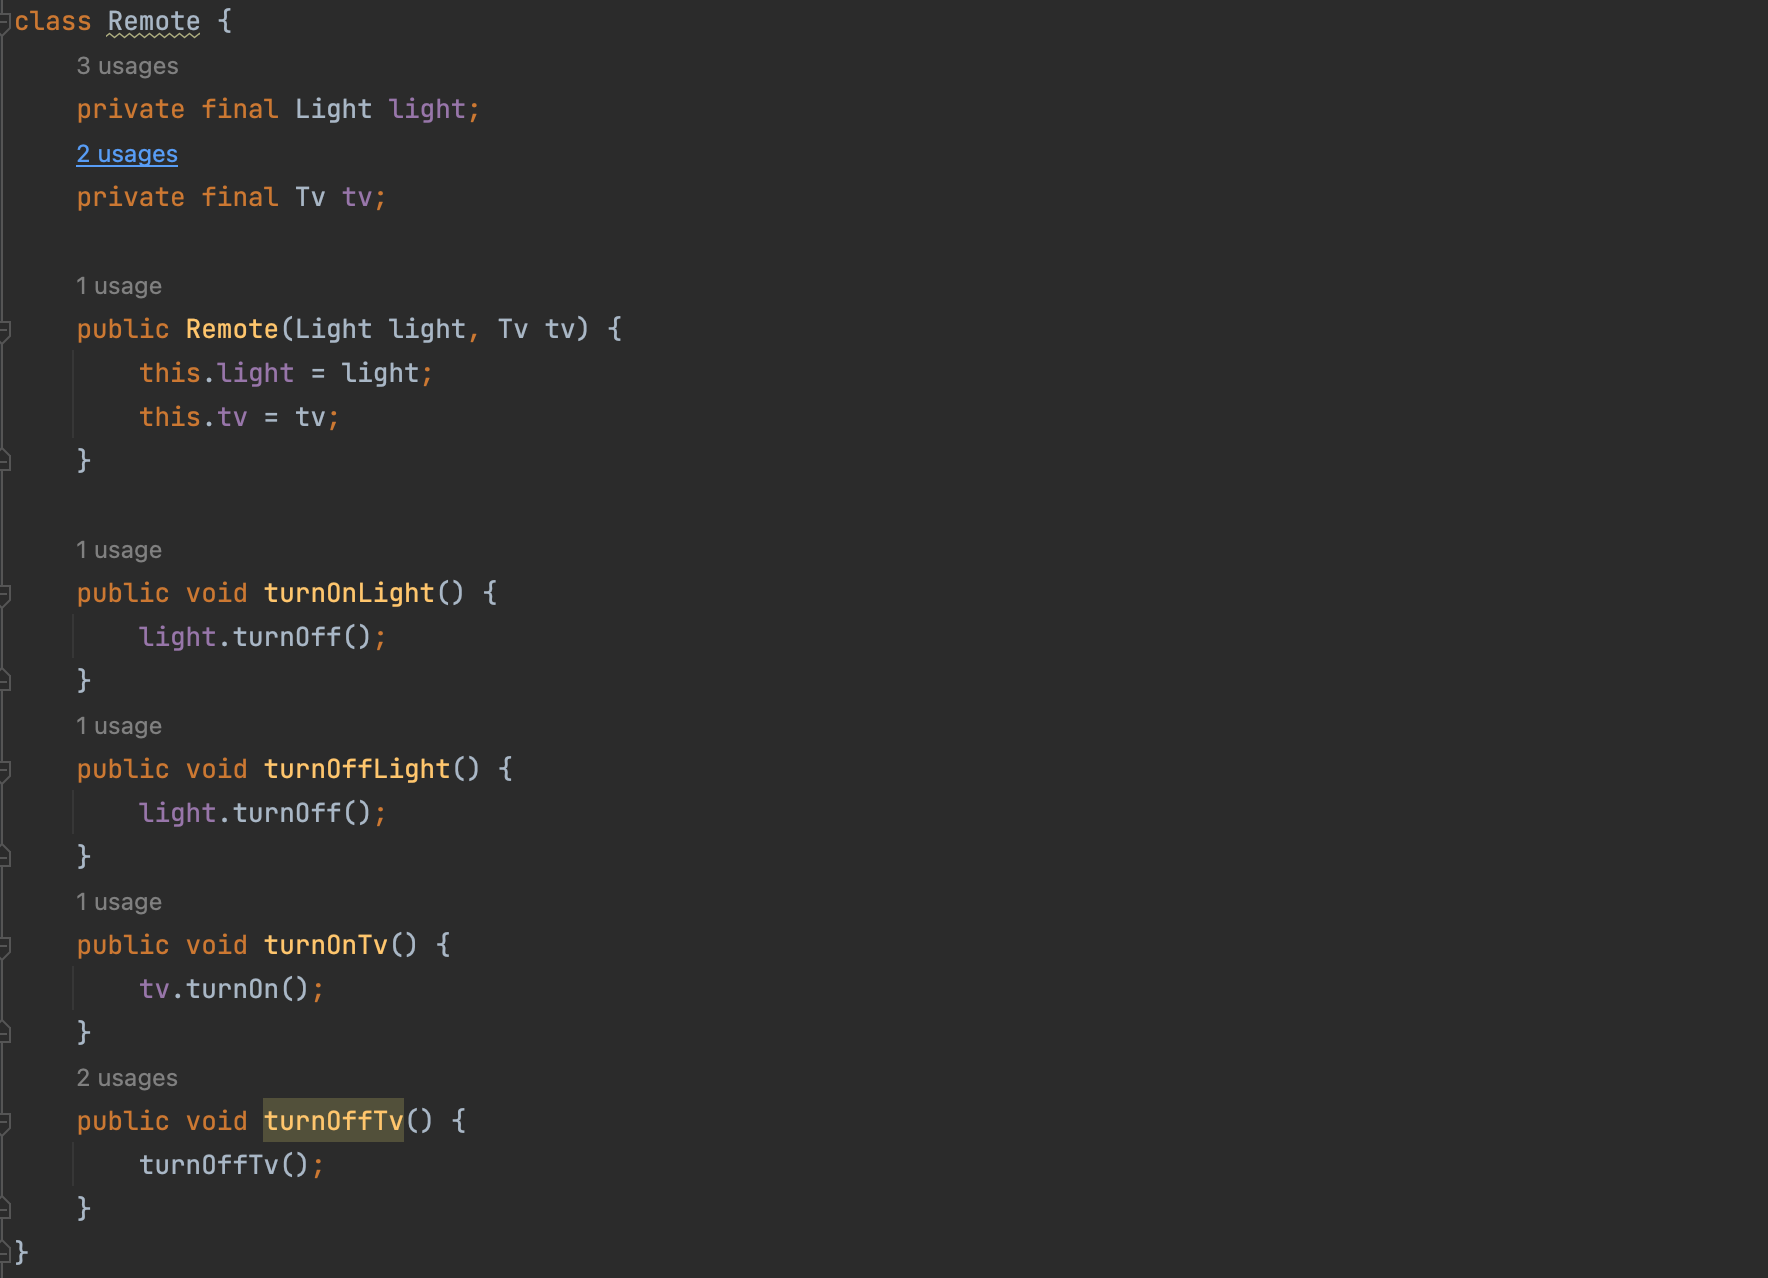 class Remote {
3 usages
private final Light light;
2 usages
private final Tv tv;
1 usage
public Remote(Light light, Tv tv) {
this.light = light;
this.tv = tv;
}
1 usage
public void turnOnLight() {
light.turnOff();
}
1 usage
public void turnOffLight() {
light.turnOff();
}
1 usage
public void turnOnTv() {
tv.turnOn();
}
2 usages
public void turnOffTv() {
turnOffTv();
}
}